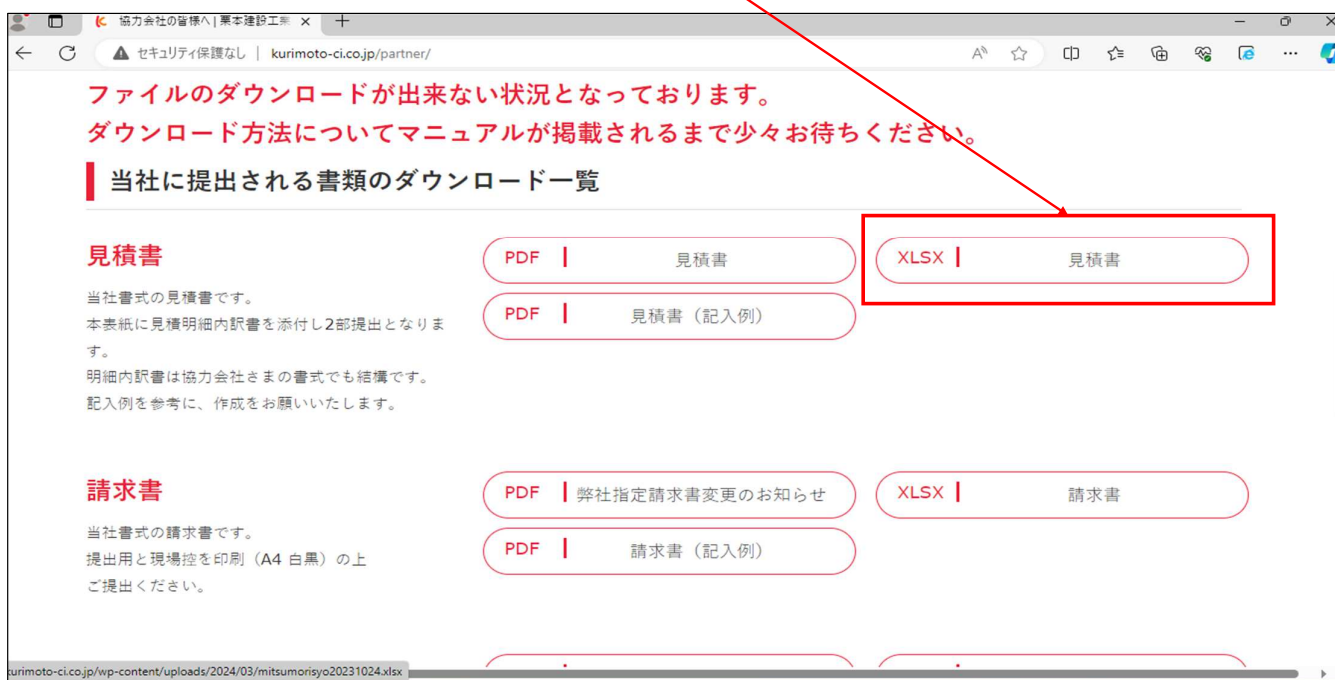 協力会社の皆様へ | 栗本建設工業
セキュリティ保護なし | kurimoto-ci.co.jp/partner/
ファイルのダウンロードが出来ない状況となっております。
ダウンロード方法についてマニュアルが掲載されるまで少々お待ちください。
当社に提出される書類のダウンロード一覧
見積書
当社書式の見積書です。
本表紙に見積明細内訳書を添付し2部提出となりま
す。
明細内訳書は協力会社さまの書式でも結構です。
記入例を参考に、作成をお願いいたします。
PDF 見積書
XLSX 見積書
PDF 見積書（記入例）
請求書
当社書式の請求書です。
提出用と現場控を印刷（A4 白黒）の上
ご提出ください。
PDF 弊社指定請求書変更のお知らせ
XLSX 請求書
PDF 請求書（記入例）
kurimoto-ci.co.jp/wp-content/uploads/2024/03/mitsumorisyo20231024.xlsx